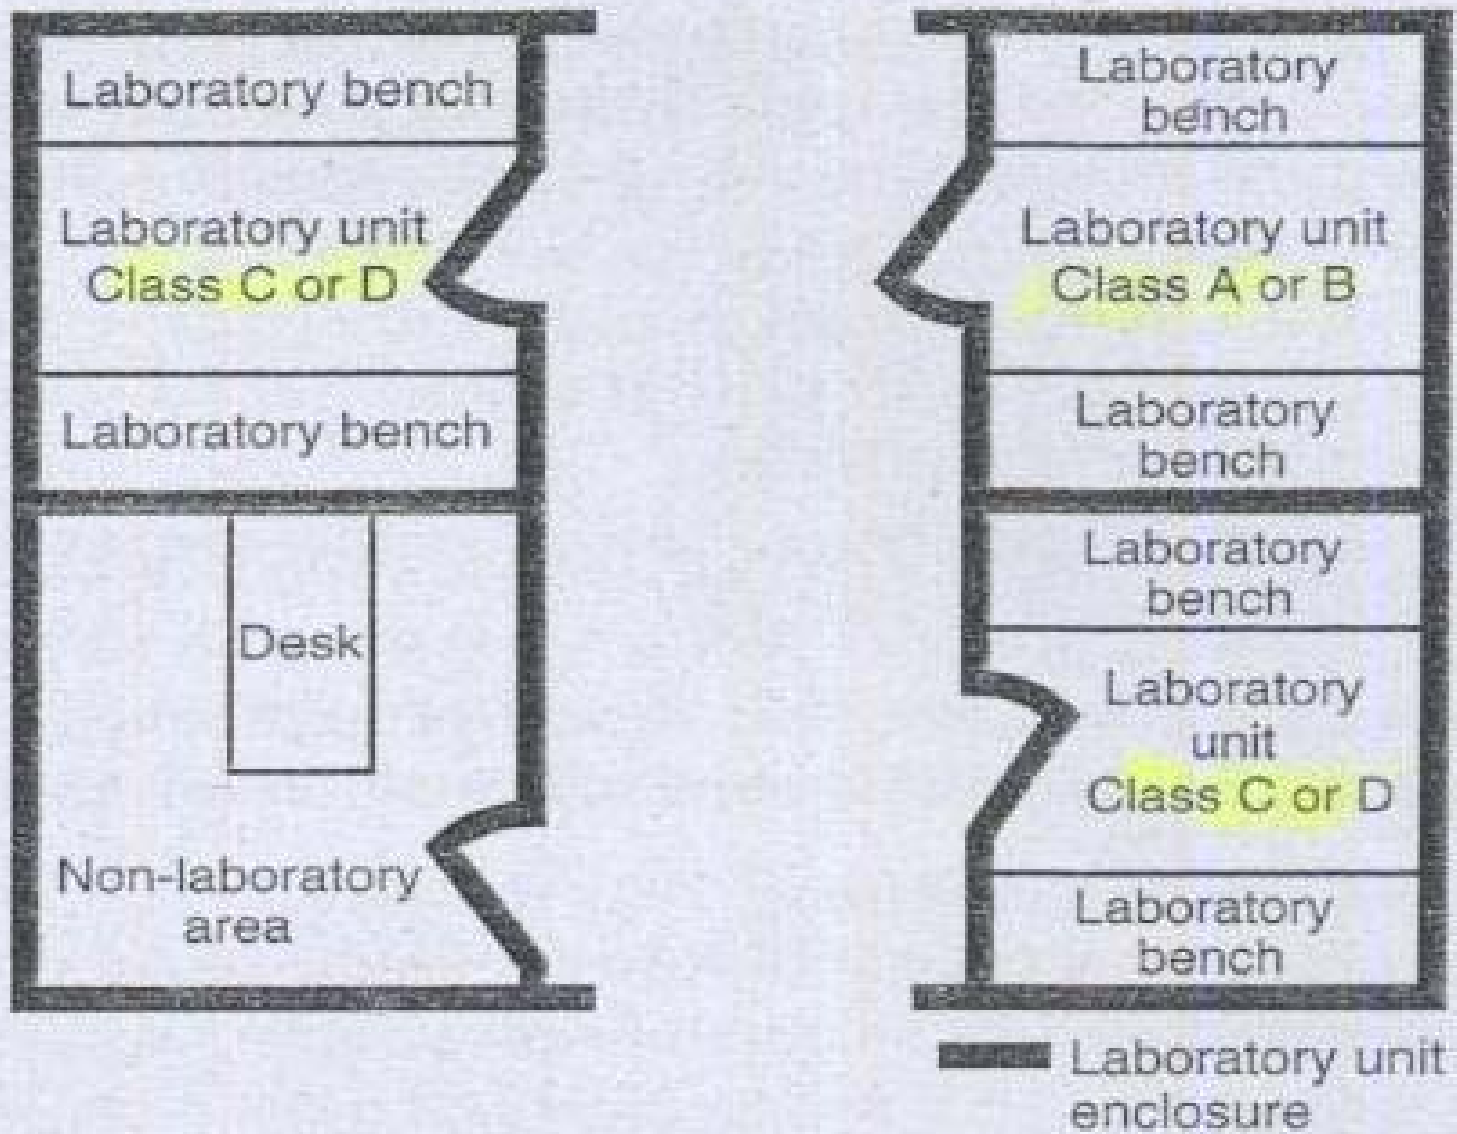 Laboratory bench
Laboratory unit
Class C or D
Laboratory bench
Desk
Non-laboratory
area
Laboratory
bench
Laboratory unit
Class A or B
Laboratory
bench
Laboratory
bench
Laboratory
unit
Class C or D
Laboratory
bench
Laboratory unit
enclosure